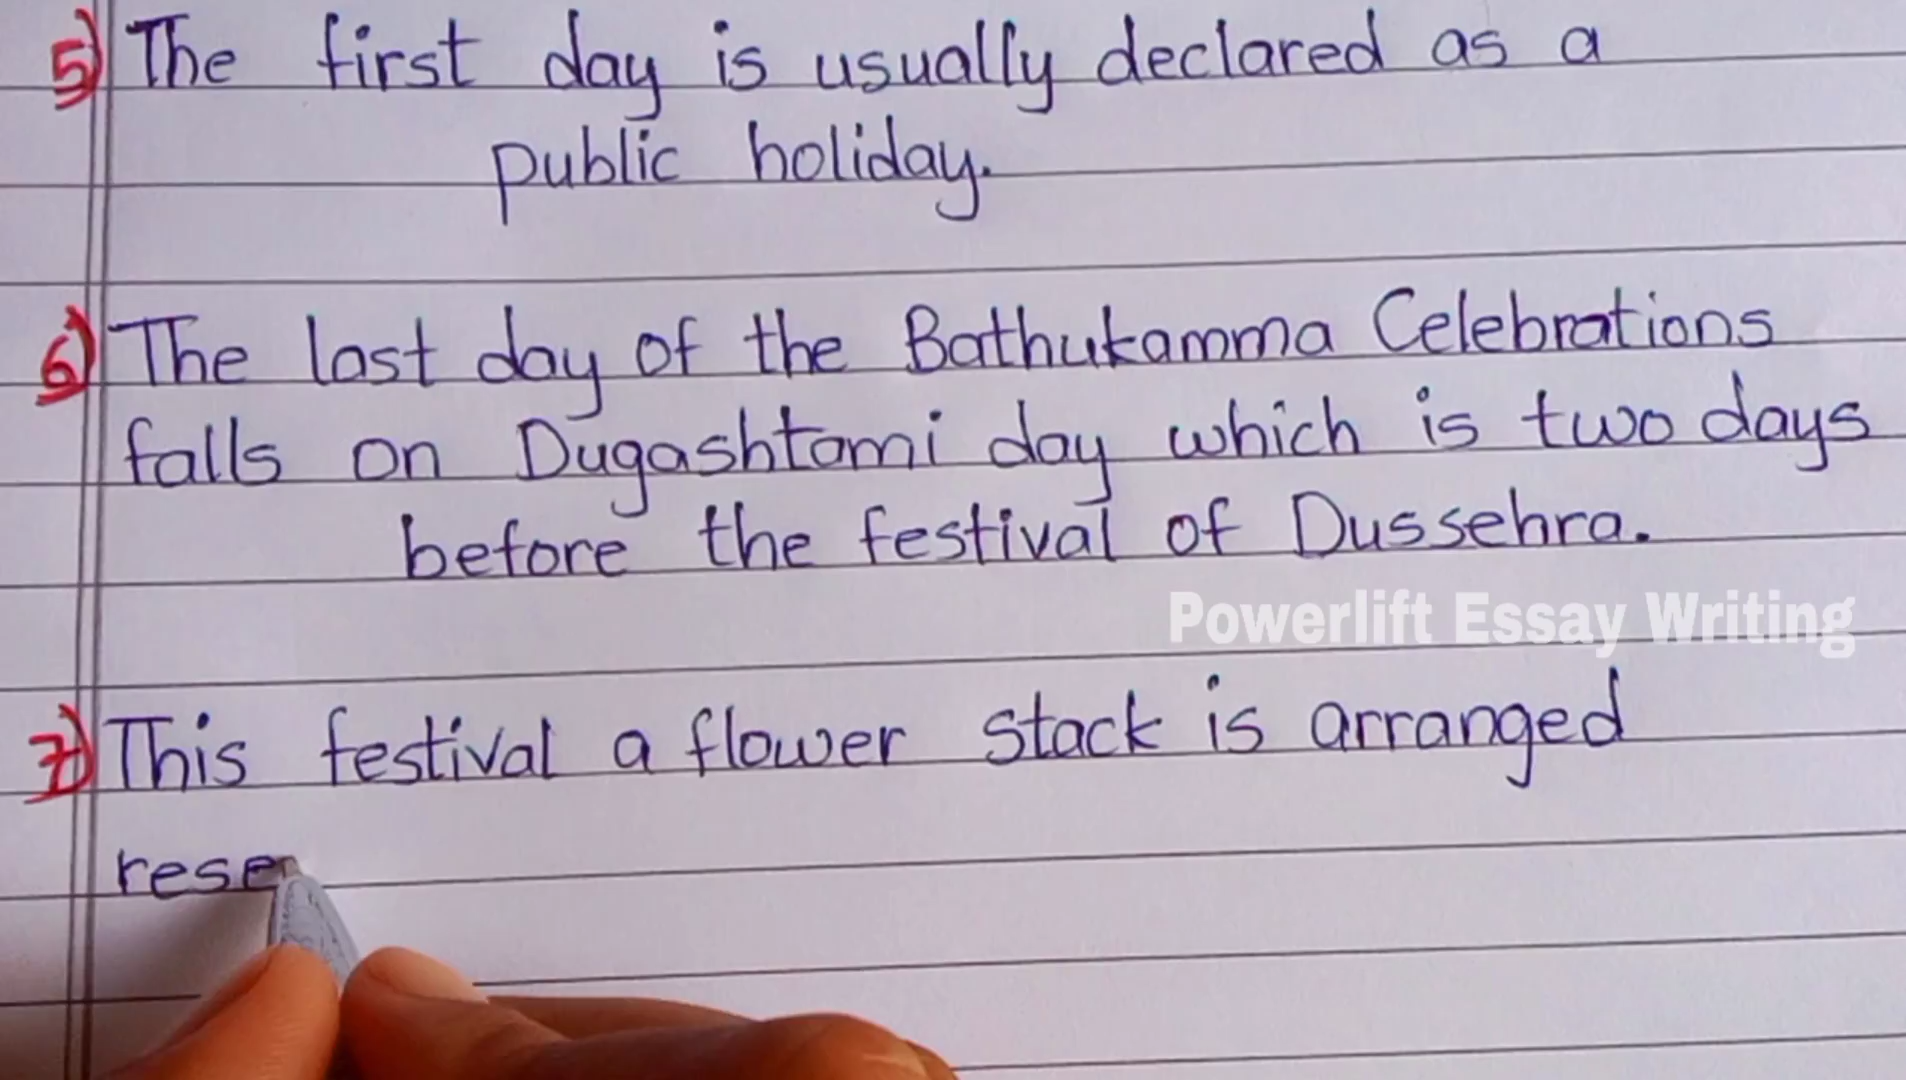 5) The first day is usually declared as a
public holiday.
6) The last day of the Bathukamma Celebrations
falls on Dugashtami day which is two days
before the festival of Dussehra.
Powerlift Essay Writing
7) This festival a flower stack is arranged
rese